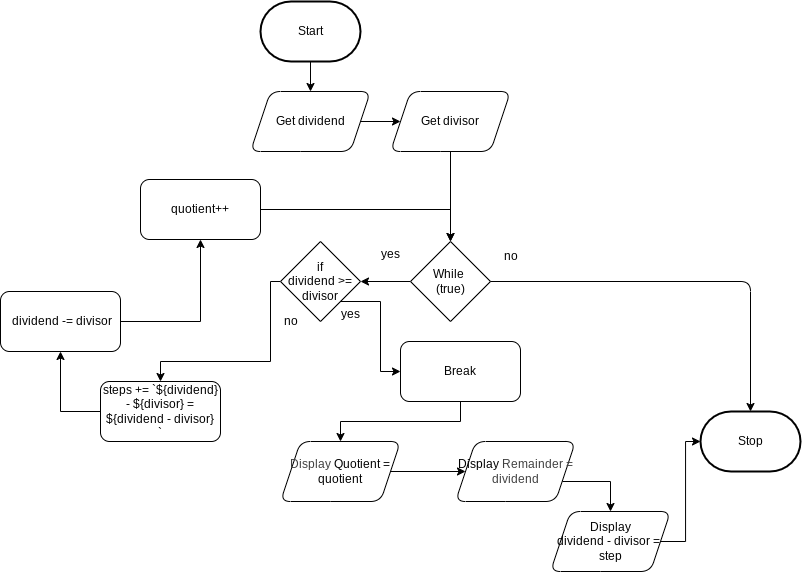 Start
Get dividend
Get divisor
quotient++
yes
no
While
(true)
if
dividend >=
divisor
no
yes
dividend -= divisor
Break
steps += `${dividend}
- ${divisor} =
${dividend - divisor}
`
Stop
Display Quotient =
quotient
Display Remainder =
dividend
Display
dividend - divisor =
step